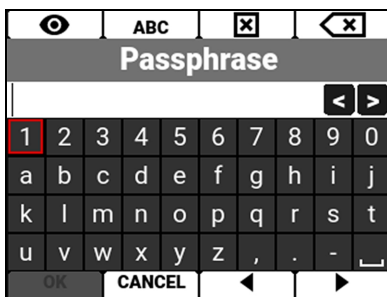 ABC
Passphrase
< >
1 2 3 4 5 6 7 8 9 0
a b c d e f g h i j
k l m n o p q r s t
u v w x y z , . -
OK CANCEL